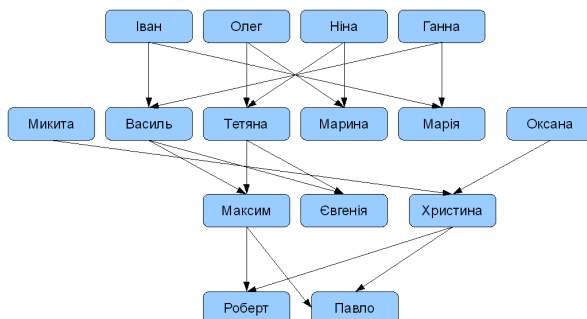 Іван Олег Ніна Ганна
Микита Василь Тетяна Марина Марія Оксана
Максим Євгенія Христина
Роберт Павло